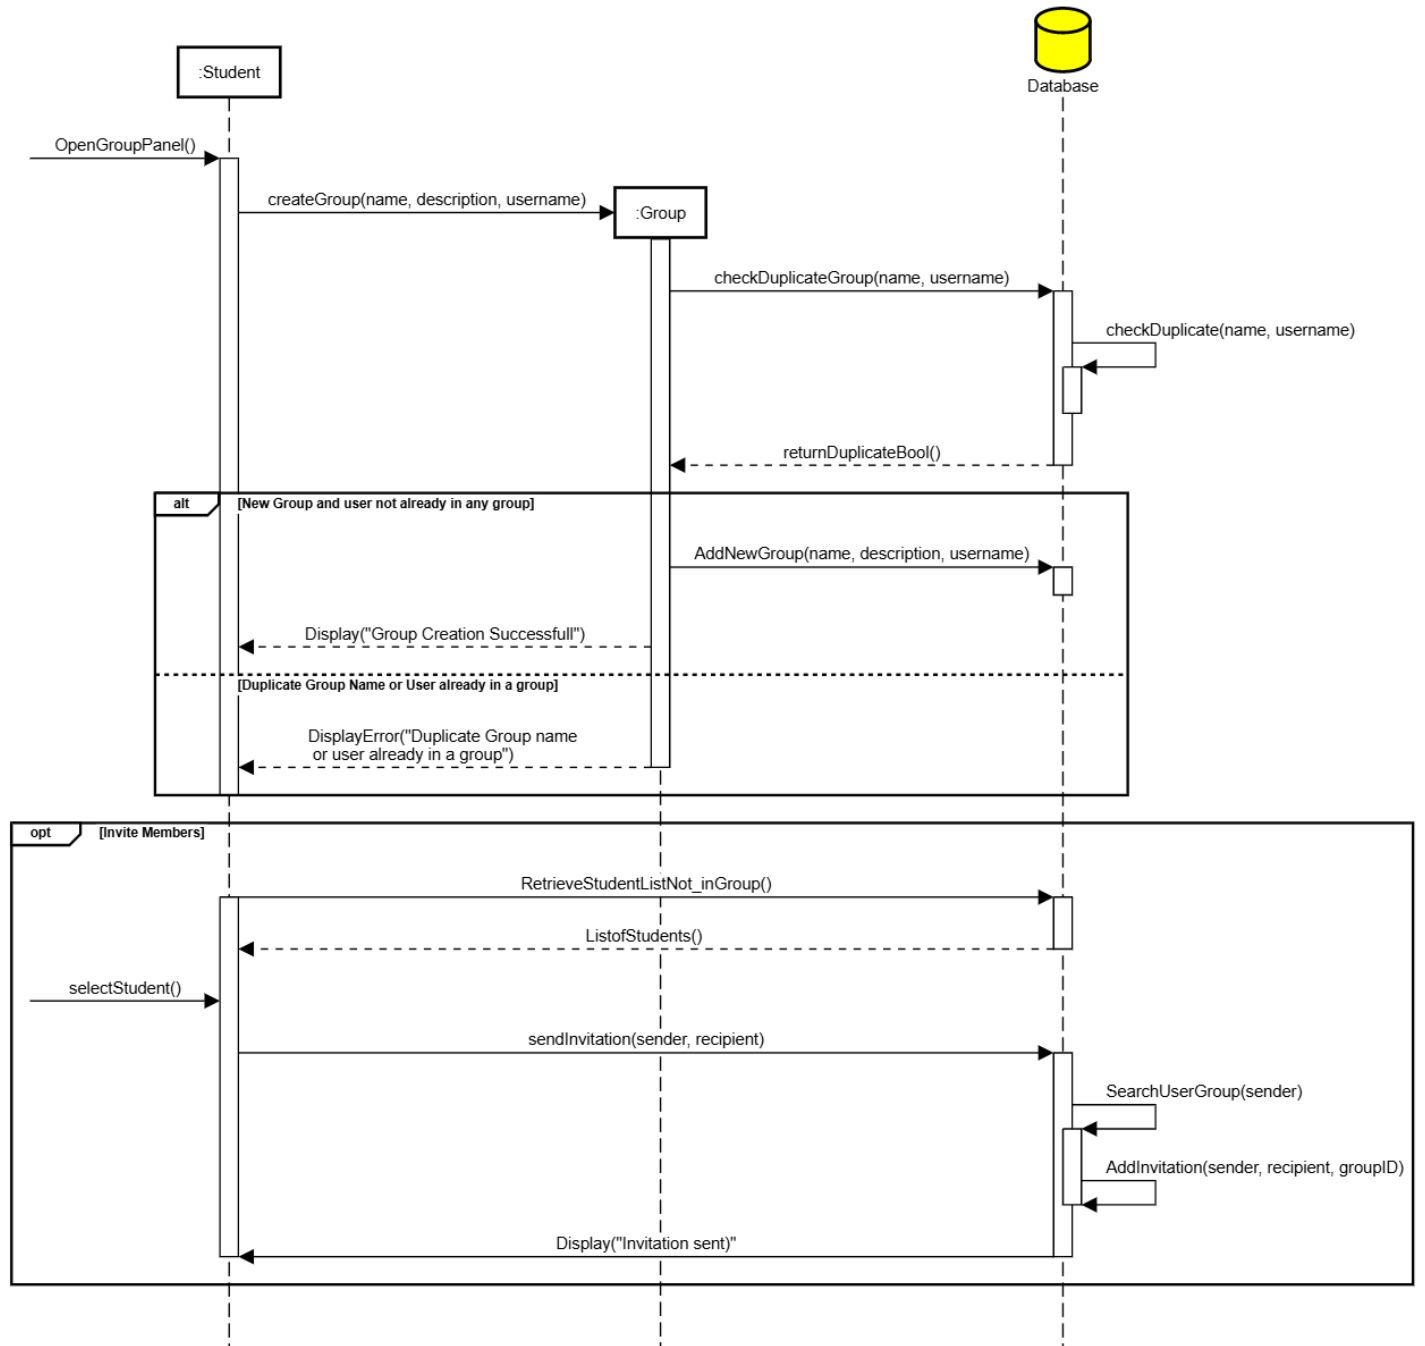 :Student
Database
OpenGroupPanel()
createGroup(name, description, username)
:Group
checkDuplicateGroup(name, username)
checkDuplicate(name, username)
returnDuplicateBool()
alt
[New Group and user not already in any group]
AddNewGroup(name, description, username)
Display("Group Creation Successfull")
[Duplicate Group Name or User already in a group]
DisplayError("Duplicate Group name
or user already in a group")
opt
[Invite Members]
RetrieveStudentListNot_inGroup()
ListofStudents()
selectStudent()
sendInvitation(sender, recipient)
SearchUserGroup(sender)
AddInvitation(sender, recipient, groupID)
Display("Invitation sent)"